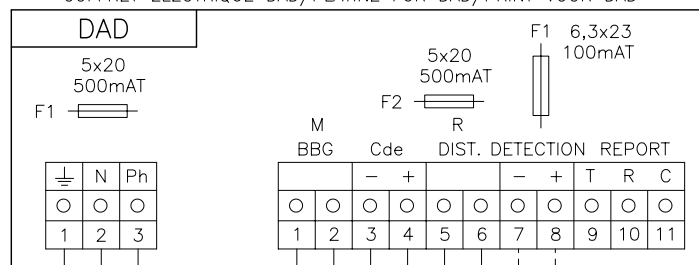 DAD
F1 6,3x23
100mAT
5x20
500mAT
F1
5x20
500mAT
F2
M
R
BBG Cde DIST. DETECTION REPORT
N Ph
- + - + T R C
1 2 3
1 2 3 4 5 6 7 8 9 10 11